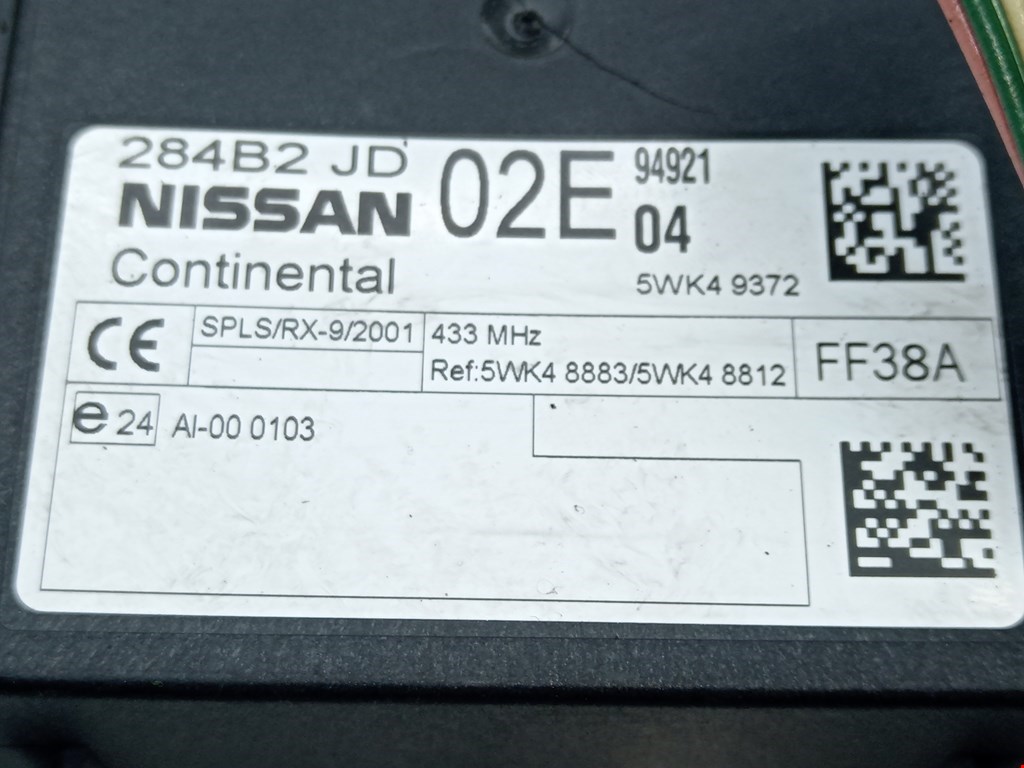 284B2 JD 02E 94921
NISSAN 04
Continental 5WK4 9372
CE SPLS/RX-9/2001 433 MHz FF38A
Ref:5WK4 8883/5WK4 8812
e24 AI-00 0103